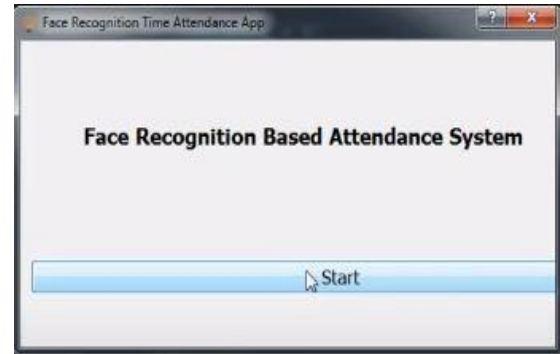 Face Recognition Time Attendance App
? X
Face Recognition Based Attendance System
Start